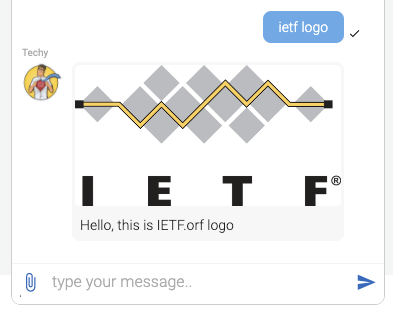 ietf logo
Techy
I E T F®
Hello, this is IETF.orf logo
type your message..